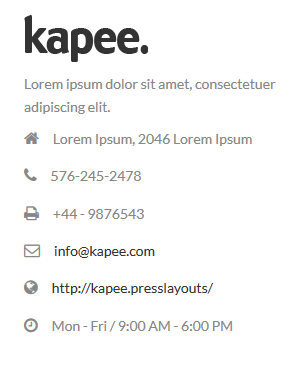 kapee.
Lorem ipsum dolor sit amet, consectetuer
adipiscing elit.
Lorem Ipsum, 2046 Lorem Ipsum
576-245-2478
+44 - 9876543
info@kapee.com
http://kapee.presslayouts/
Mon - Fri / 9:00 AM - 6:00 PM